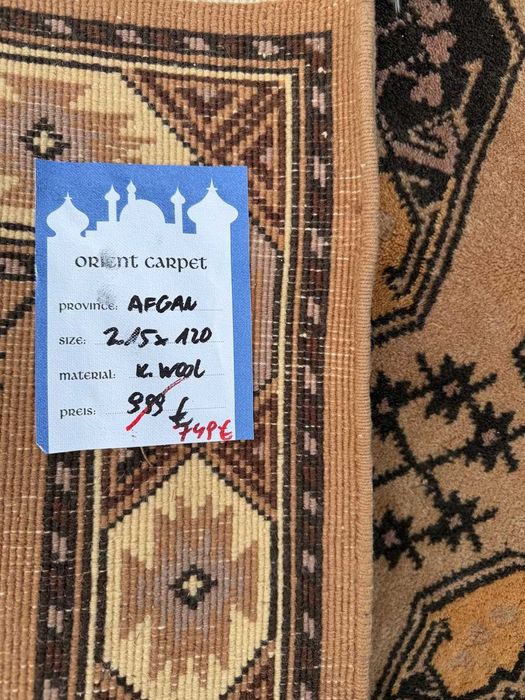 ORIENT CARPET
PROVINCE: AFGAN
SIZE: 2.15 x 120
MATERIAL: K. WOOL
PREIS: 999 €
749 €